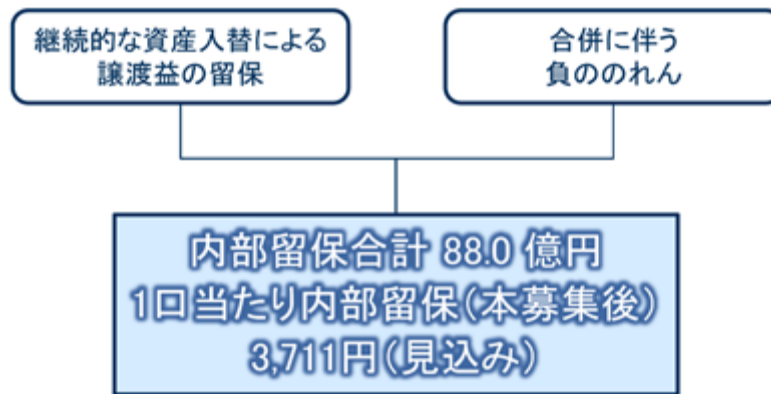 継続的な資産入替による
譲渡益の留保
合併に伴う
負ののれん
内部留保合計 88.0 億円
1口当たり内部留保(本募集後)
3,711円(見込み)